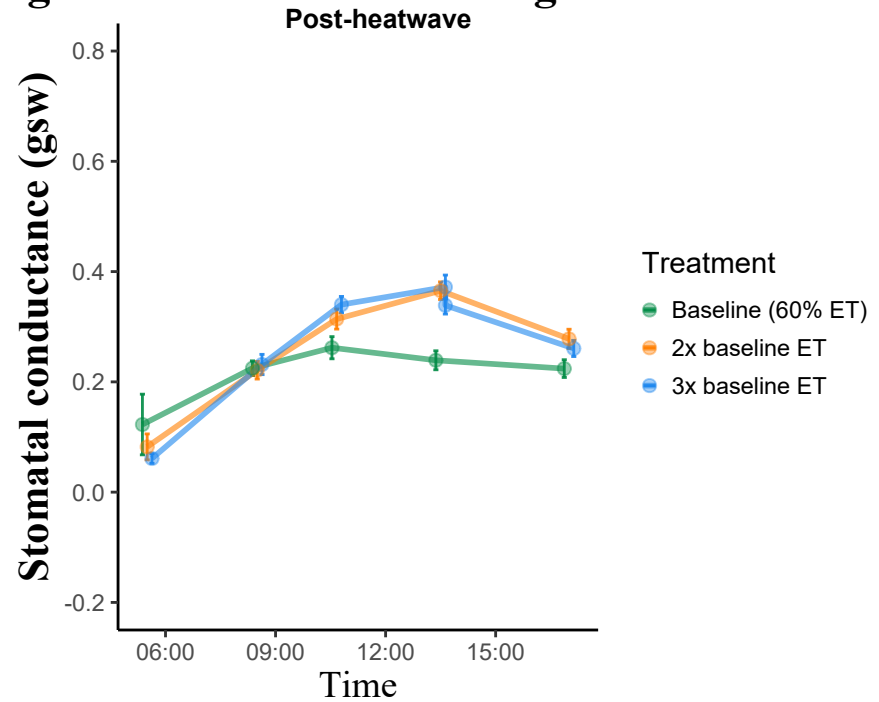 Post-heatwave
Stomatal conductance (gsw)
0.8
0.6
0.4
0.2
0.0
-0.2
06:00 09:00 12:00 15:00
Time
Treatment
Baseline (60% ET)
2x baseline ET
3x baseline ET